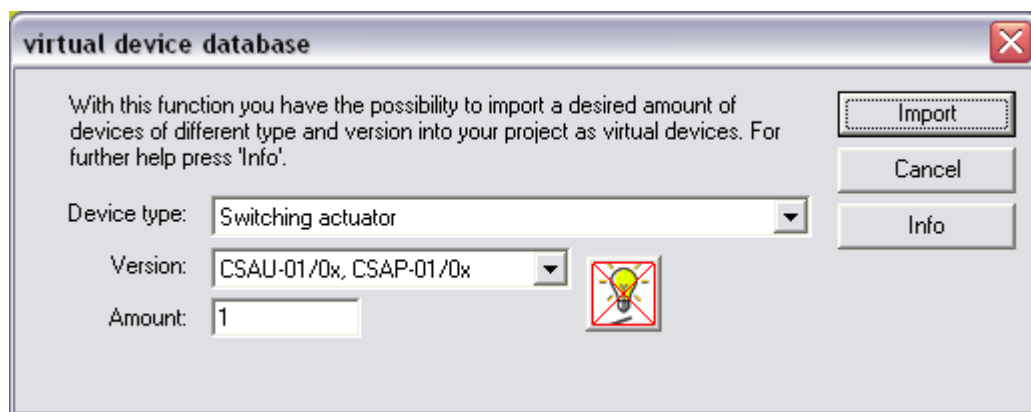 virtual device database
With this function you have the possibility to import a desired amount of
devices of different type and version into your project as virtual devices. For
further help press 'Info'.
Import
Cancel
Info
Device type: Switching actuator
Version: CSAU-01/0x, CSAP-01/0x
Amount: 1